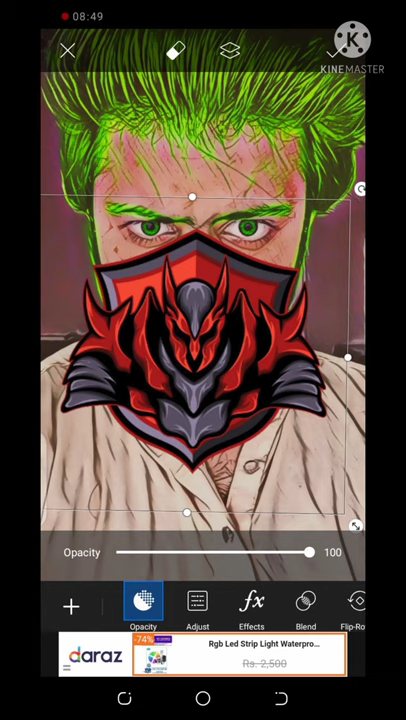 08:49
K
KINEMASTER
Opacity
100
Opacity
Adjust
fx
Effects
Blend
Flip-Ro
daraz
-74%
Rgb Led Strip Light Waterpro...
Rs. 2,500